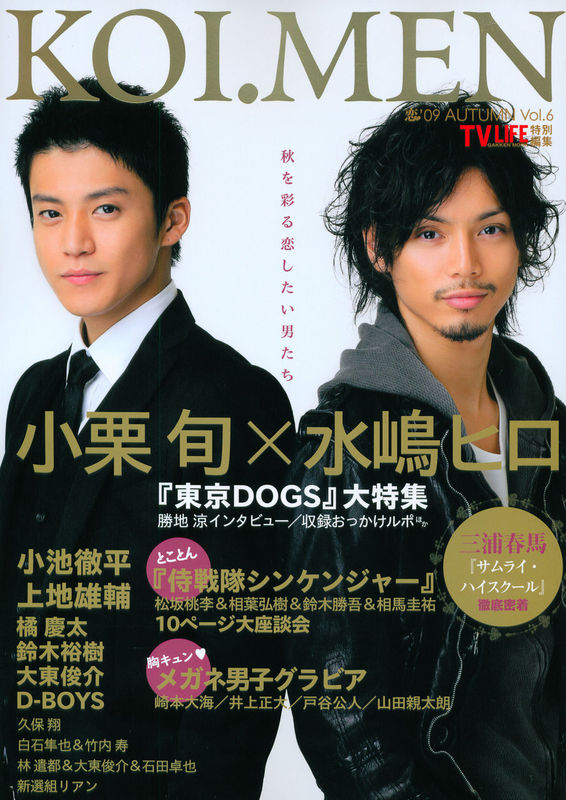 KOI.MEN
恋'09 AUTUMN Vol.6
TV LIFE 特別編集
GAKKEN MOOK
秋を彩る恋したい男たち
小栗 旬×水嶋ヒロ
『東京DOGS』大特集
勝地 涼インタビュー/収録おっかけルポほか
三浦春馬
『サムライ・
ハイスクール』
徹底密着
小池徹平
上地雄輔
橘 慶太
鈴木裕樹
大東俊介
D-BOYS
久保 翔
白石隼也&竹内 寿
林 遣都&大東俊介&石田卓也
新選組リアン
とことん
『侍戦隊シンケンジャー』
松坂桃李&相葉弘樹&鈴木勝吾&相馬圭祐
10ページ大座談会
胸キュン♥
メガネ男子グラビア
崎本大海/井上正大/戸谷公人/山田親太朗